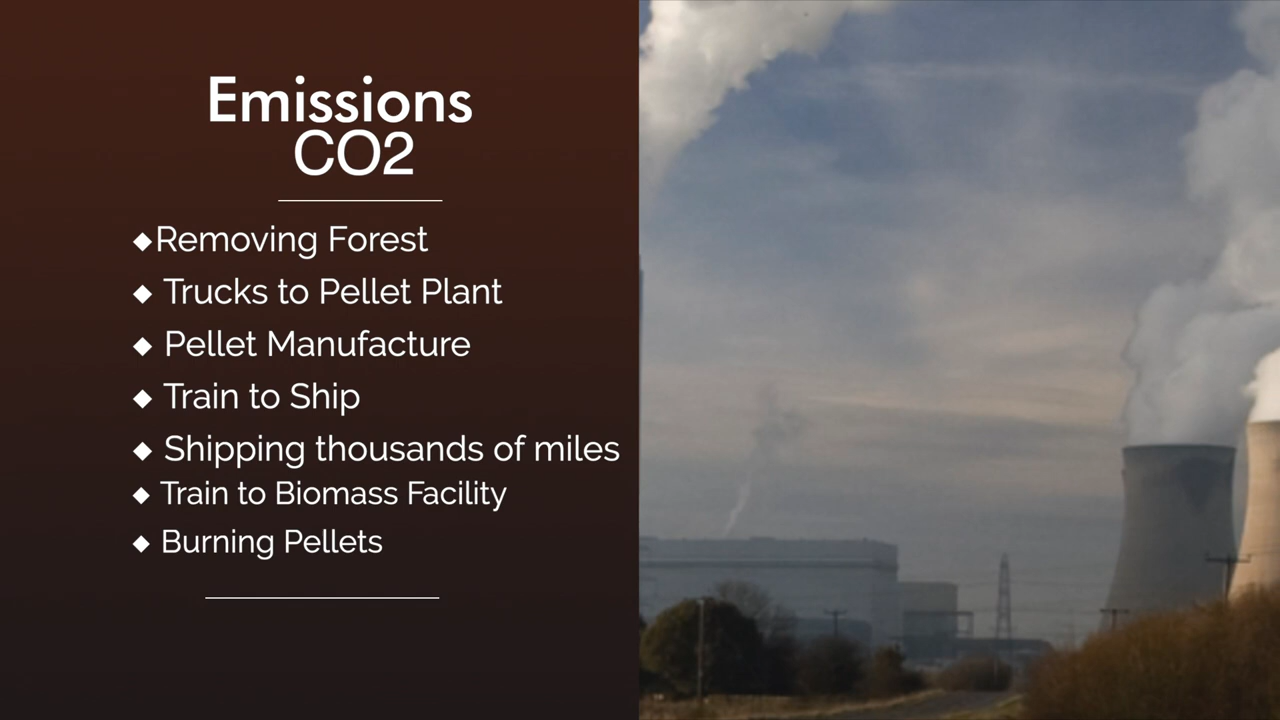 Emissions
CO2
◆Removing Forest
◆ Trucks to Pellet Plant
◆ Pellet Manufacture
◆ Train to Ship
◆ Shipping thousands of miles
◆ Train to Biomass Facility
◆ Burning Pellets